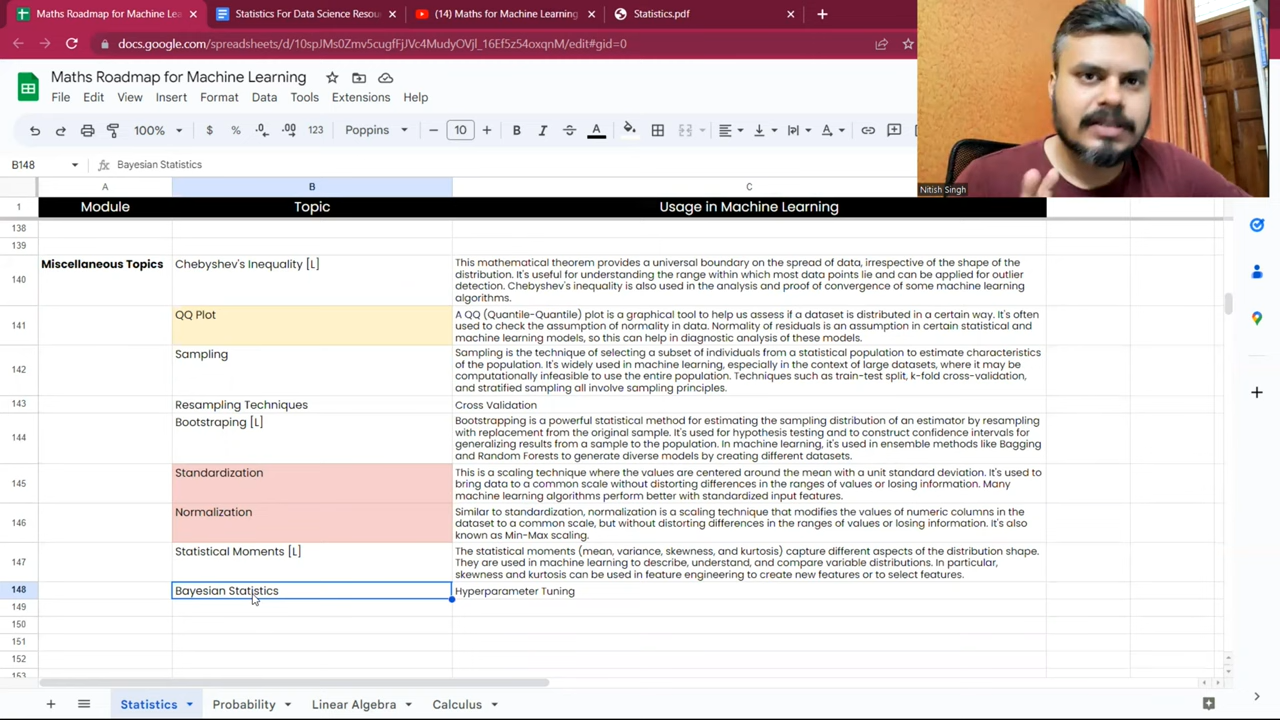 Maths Roadmap for Machine Lea
Statistics For Data Science Resou
(14) Maths for Machine Learning
Statistics.pdf
docs.google.com/spreadsheets/d/10spJMs0Zmv5cugfFjJVc4MudyOVjl_16Ef5z54oxqnM/edit#gid=0
Maths Roadmap for Machine Learning
File Edit View Insert Format Data Tools Extensions Help
100% $ % .0 .00 123 Poppins 10 B I A
B148 fx Bayesian Statistics
Nitish Singh
A B C
1 Module Topic Usage in Machine Learning
138
139
140 Miscellaneous Topics Chebyshev's Inequality [L]
This mathematical theorem provides a universal boundary on the spread of data, irrespective of the shape of the
distribution. It's useful for understanding the range within which most data points lie and can be applied for outlier
detection. Chebyshev's inequality is also used in the analysis and proof of convergence of some machine learning
algorithms.
141 QQ Plot
A QQ (Quantile-Quantile) plot is a graphical tool to help us assess if a dataset is distributed in a certain way. It's often
used to check the assumption of normality in data. Normality of residuals is an assumption in certain statistical and
machine learning models, so this can help in diagnostic analysis of these models.
142 Sampling
Sampling is the technique of selecting a subset of individuals from a statistical population to estimate characteristics
of the population. It's widely used in machine learning, especially in the context of large datasets, where it may be
computationally infeasible to use the entire population. Techniques such as train-test split, k-fold cross-validation,
and stratified sampling all involve sampling principles.
143 Resampling Techniques Cross Validation
144 Bootstraping [L]
Bootstrapping is a powerful statistical method for estimating the sampling distribution of an estimator by resampling
with replacement from the original sample. It's used for hypothesis testing and to construct confidence intervals for
generalizing results from a sample to the population. In machine learning, it's used in ensemble methods like Bagging
and Random Forests to generate diverse models by creating different datasets.
145 Standardization
This is a scaling technique where the values are centered around the mean with a unit standard deviation. It's used to
bring data to a common scale without distorting differences in the ranges of values or losing information. Many
machine learning algorithms perform better with standardized input features.
146 Normalization
Similar to standardization, normalization is a scaling technique that modifies the values of numeric columns in the
dataset to a common scale, but without distorting differences in the ranges of values or losing information. It's also
known as Min-Max scaling.
147 Statistical Moments [L]
The statistical moments (mean, variance, skewness, and kurtosis) capture different aspects of the distribution shape.
They are used in machine learning to describe, understand, and compare variable distributions. In particular,
skewness and kurtosis can be used in feature engineering to create new features or to select features.
148 Bayesian Statistics Hyperparameter Tuning
149
150
151
152
153
Statistics Probability Linear Algebra Calculus